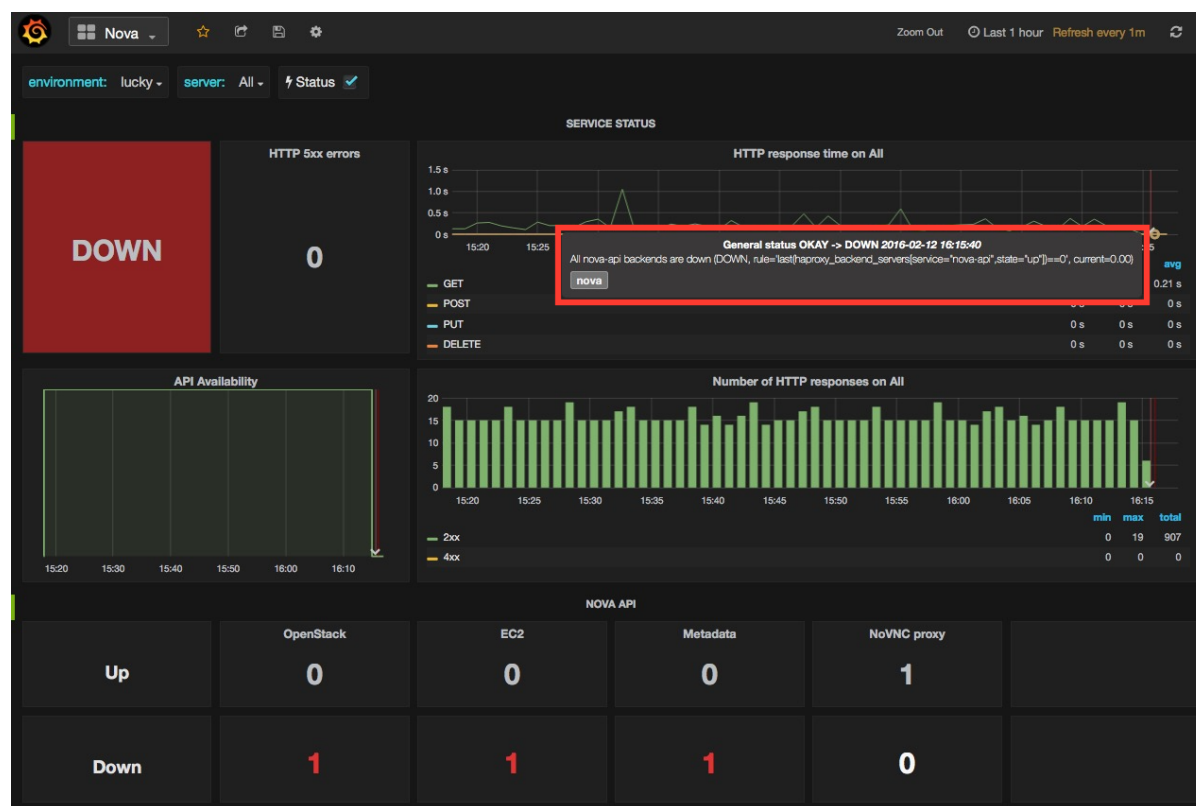 Nova
Zoom Out
Last 1 hour Refresh every 1m
environment: lucky
server: All
Status
SERVICE STATUS
DOWN
HTTP 5xx errors
0
HTTP response time on All
1.5 s
1.0 s
0.5 s
0 s
15:20 15:25
General status OKAY -> DOWN 2016-02-12 16:15:40
All nova-api backends are down (DOWN, rule='last(haproxy_backend_servers[service="nova-api",state="up"])==0', current=0.00)
nova
avg
GET 0.21 s
POST 0 s 0 s 0 s
PUT 0 s 0 s 0 s
DELETE 0 s 0 s 0 s
API Availability
15:20 15:30 15:40 15:50 16:00 16:10
Number of HTTP responses on All
20
15
10
5
0
15:20 15:25 15:30 15:35 15:40 15:45 15:50 15:55 16:00 16:05 16:10 16:15
min max total
2xx 0 19 907
4xx 0 0 0
NOVA API
OpenStack EC2 Metadata NoVNC proxy
Up 0 0 0 1
Down 1 1 1 0